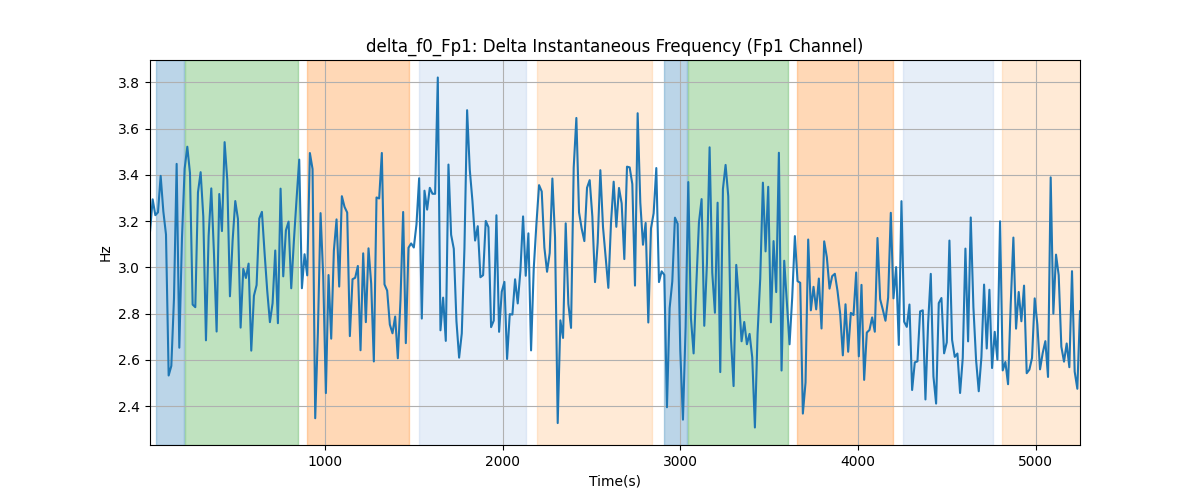 delta_f0_Fp1: Delta Instantaneous Frequency (Fp1 Channel)
3.8
3.6
3.4
3.2
3.0
2.8
2.6
2.4
Hz
1000 2000 3000 4000 5000
Time(s)